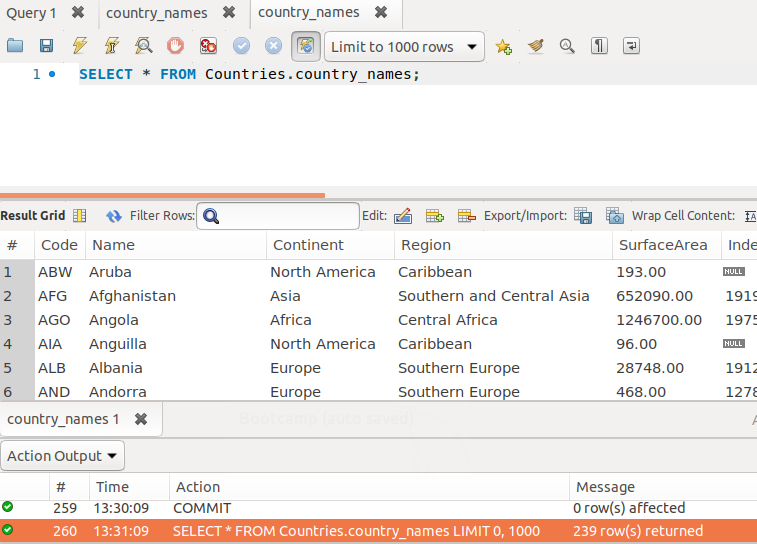 Query 1 country_names country_names
Limit to 1000 rows
1 SELECT * FROM Countries.country_names;
Result Grid Filter Rows: Edit: Export/Import: Wrap Cell Content:
# Code Name Continent Region SurfaceArea Inde
1 ABW Aruba North America Caribbean 193.00 NULL
2 AFG Afghanistan Asia Southern and Central Asia 652090.00 1919
3 AGO Angola Africa Central Africa 1246700.00 1975
4 AIA Anguilla North America Caribbean 96.00 NULL
5 ALB Albania Europe Southern Europe 28748.00 1912
6 AND Andorra Europe Southern Europe 468.00 1278
country_names 1 Bootcamp (auto saved) A
Action Output
# Time Action Message
259 13:30:09 COMMIT 0 row(s) affected
260 13:31:09 SELECT * FROM Countries.country_names LIMIT 0, 1000 239 row(s) returned